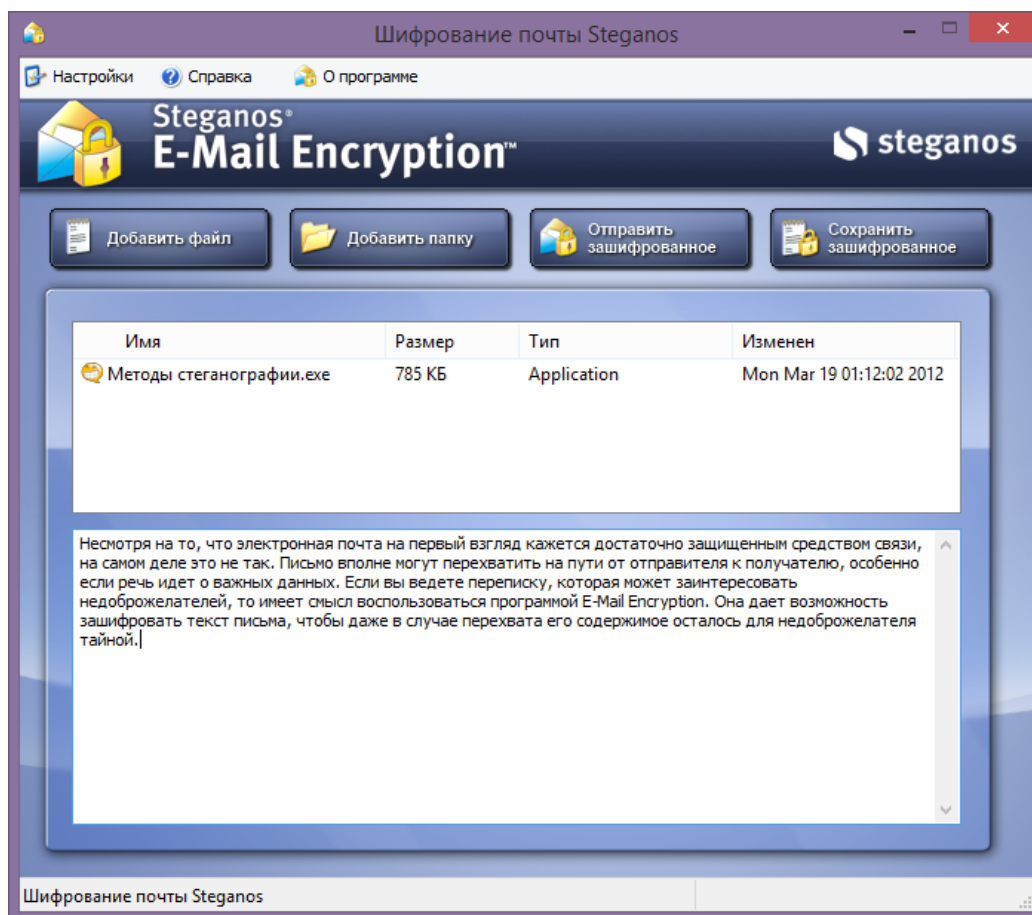 Шифрование почты Steganos
Настройки Справка О программе
Steganos®
E-Mail Encryption™
steganos
Добавить файл
Добавить папку
Отправить
зашифрованное
Сохранить
зашифрованное
Имя Размер Тип Изменен
Методы стеганографии.exe 785 КБ Application Mon Mar 19 01:12:02 2012
Несмотря на то, что электронная почта на первый взгляд кажется достаточно защищенным средством связи,
на самом деле это не так. Письмо вполне могут перехватить на пути от отправителя к получателю, особенно
если речь идет о важных данных. Если вы ведете переписку, которая может заинтересовать
недоброжелателей, то имеет смысл воспользоваться программой E-Mail Encryption. Она дает возможность
зашифровать текст письма, чтобы даже в случае перехвата его содержимое осталось для недоброжелателя
тайной.
Шифрование почты Steganos